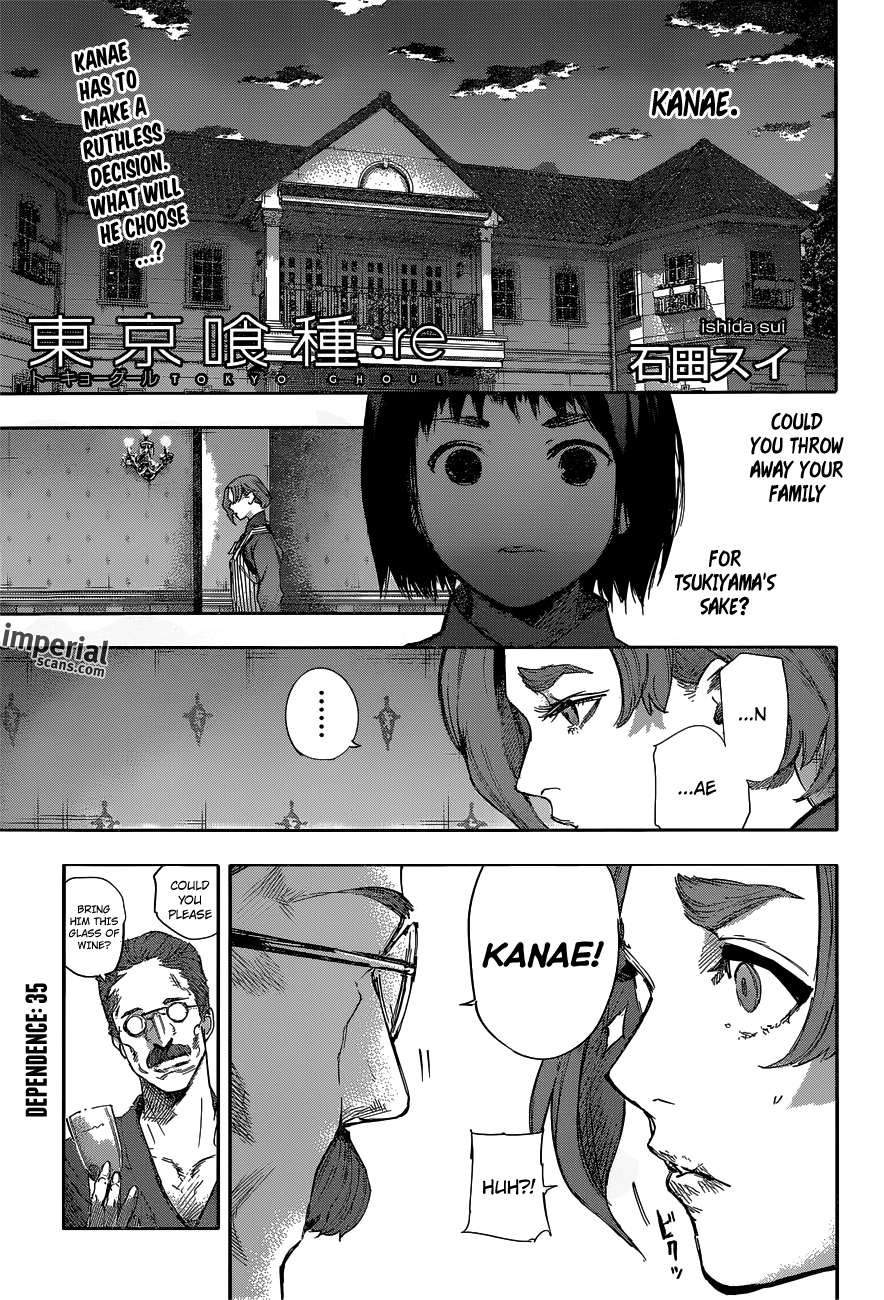 KANAE.
KANAE
HAS TO
MAKE A
RUTHLESS
DECISION.
WHAT WILL
HE CHOOSE
...?
東京喰種:re
トーキョーグール TOKYO GHOUL
ishida sui
石田スイ
COULD
YOU THROW
AWAY YOUR
FAMILY
FOR
TSUKIYAMA'S
SAKE?
imperial
scans.com
...N
...AE
......
KANAE!
HUH?!
ビクッ
COULD
YOU
PLEASE
BRING
HIM THIS
GLASS OF
WINE?
DEPENDENCE: 35